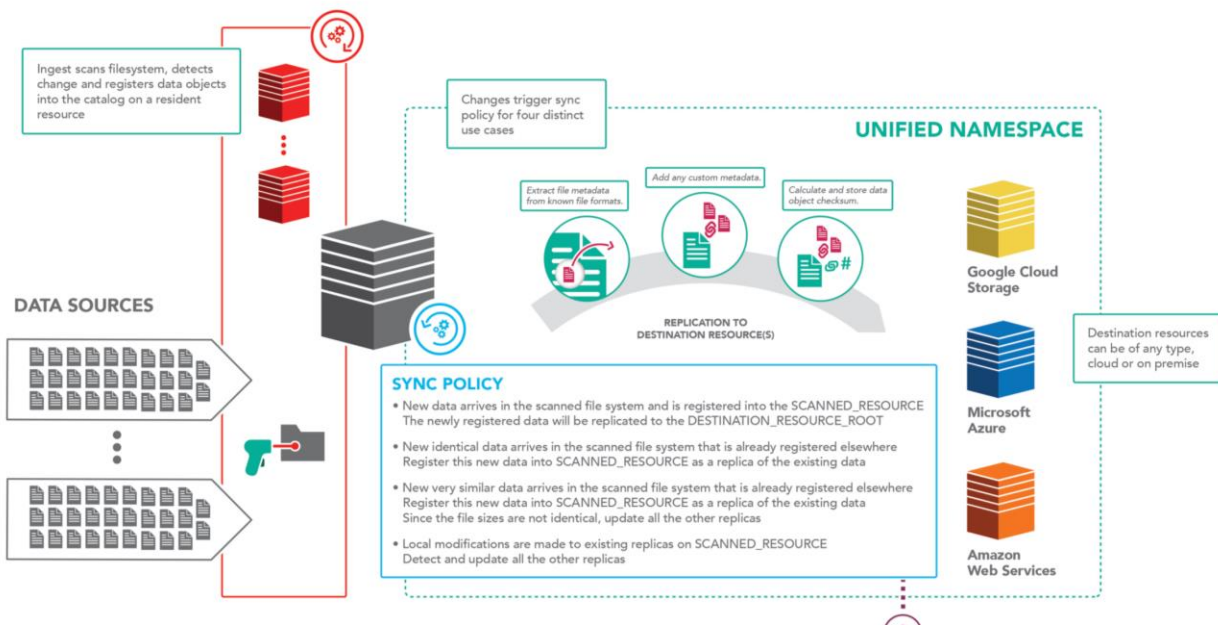 Ingest scans filesystem, detects
change and registers data objects
into the catalog on a resident
resource
Changes trigger sync
policy for four distinct
use cases
UNIFIED NAMESPACE
Extract file metadata
from known file formats.
Add any custom metadata.
Calculate and store data
object checksum.
#
REPLICATION TO
DESTINATION RESOURCE(S)
Google Cloud
Storage
Microsoft
Azure
Amazon
Web Services
Destination resources
can be of any type,
cloud or on premise
DATA SOURCES
SYNC POLICY
• New data arrives in the scanned file system and is registered into the SCANNED_RESOURCE
The newly registered data will be replicated to the DESTINATION_RESOURCE_ROOT
• New identical data arrives in the scanned file system that is already registered elsewhere
Register this new data into SCANNED_RESOURCE as a replica of the existing data
• New very similar data arrives in the scanned file system that is already registered elsewhere
Register this new data into SCANNED_RESOURCE as a replica of the existing data
Since the file sizes are not identical, update all the other replicas
• Local modifications are made to existing replicas on SCANNED_RESOURCE
Detect and update all the other replicas